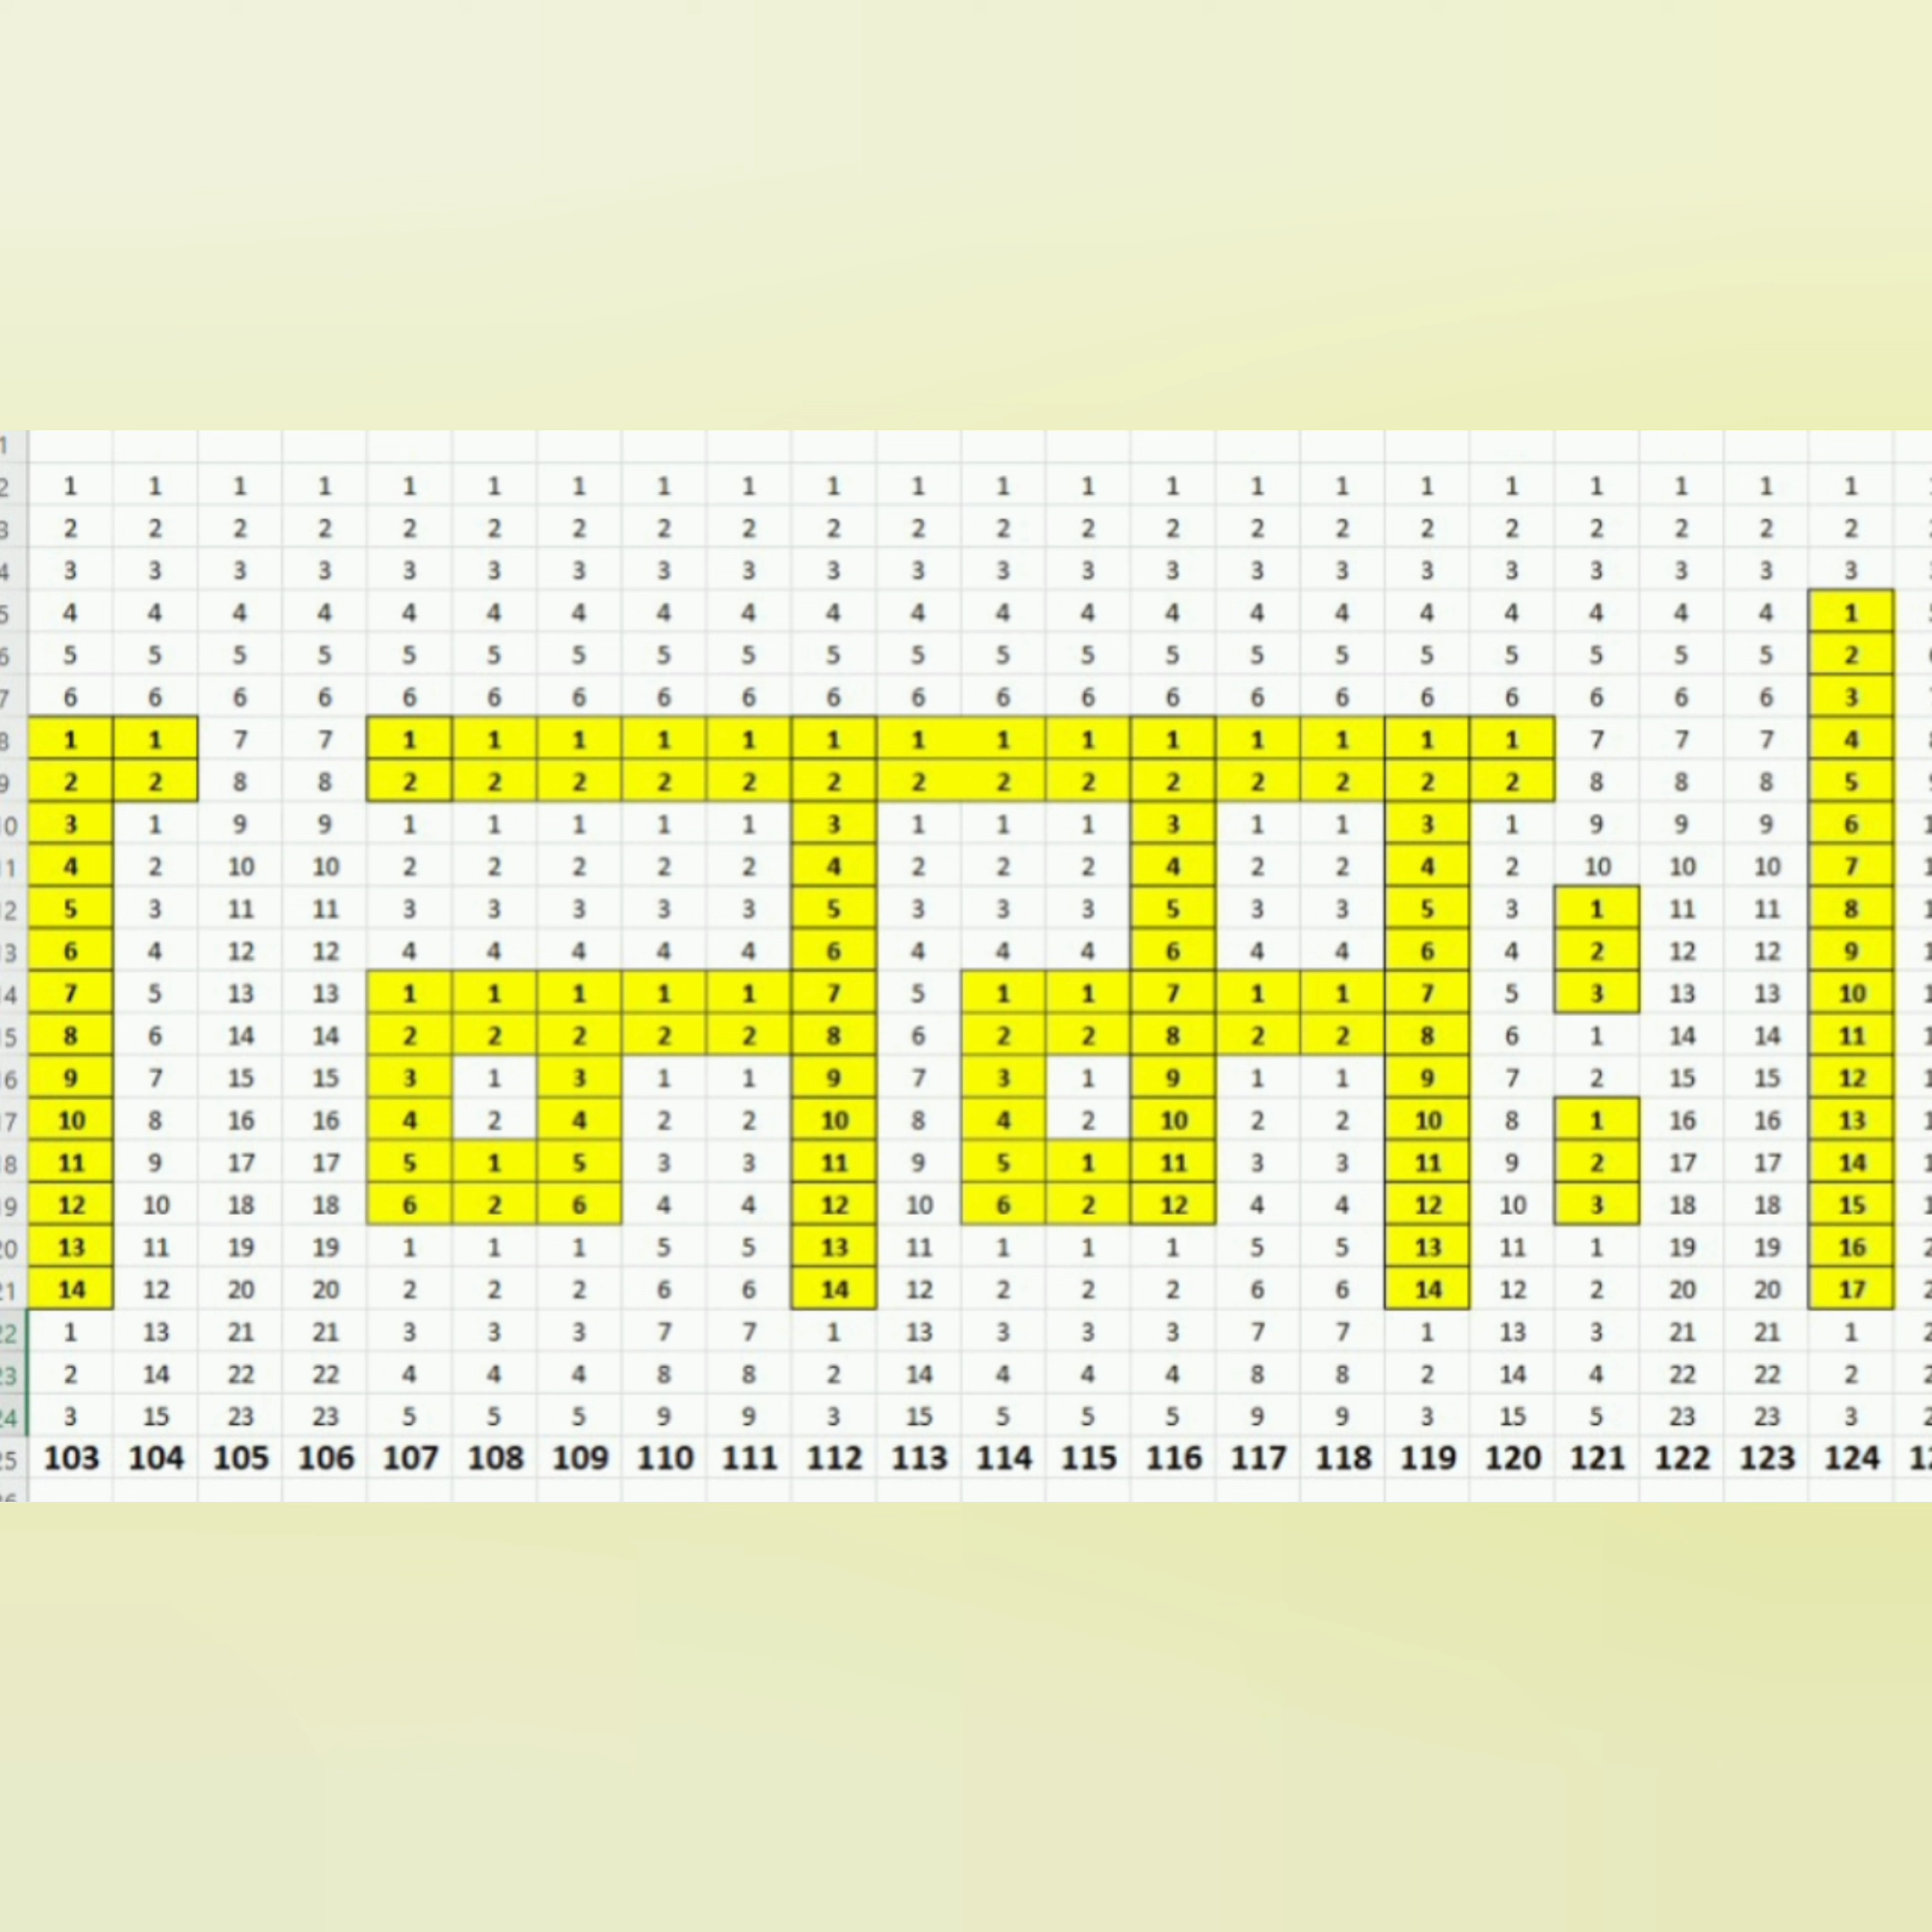 1
2 1 1 1 1 1 1 1 1 1 1 1 1 1 1 1 1 1 1 1 1 1 1
3 2 2 2 2 2 2 2 2 2 2 2 2 2 2 2 2 2 2 2 2 2 2
4 3 3 3 3 3 3 3 3 3 3 3 3 3 3 3 3 3 3 3 3 3 3
5 4 4 4 4 4 4 4 4 4 4 4 4 4 4 4 4 4 4 4 4 4 1
6 5 5 5 5 5 5 5 5 5 5 5 5 5 5 5 5 5 5 5 5 5 2
7 6 6 6 6 6 6 6 6 6 6 6 6 6 6 6 6 6 6 6 6 6 3
8 1 1 7 7 1 1 1 1 1 1 1 1 1 1 1 1 1 1 7 7 7 4
9 2 2 8 8 2 2 2 2 2 2 2 2 2 2 2 2 2 2 8 8 8 5
3 1 9 9 1 1 1 1 1 3 1 1 1 3 1 1 3 1 9 9 9 6
4 2 10 10 2 2 2 2 2 4 2 2 2 4 2 2 4 2 10 10 10 7
5 3 11 11 3 3 3 3 3 5 3 3 3 5 3 3 5 3 1 11 11 8
6 4 12 12 4 4 4 4 4 6 4 4 4 6 4 4 6 4 2 12 12 9
7 5 13 13 1 1 1 1 1 7 5 1 1 7 1 1 7 5 3 13 13 10
8 6 14 14 2 2 2 2 2 8 6 2 2 8 2 2 8 6 1 14 14 11
9 7 15 15 3 1 3 1 1 9 7 3 1 9 1 1 9 7 2 15 15 12
10 8 16 16 4 2 4 2 2 10 8 4 2 10 2 2 10 8 1 16 16 13
11 9 17 17 5 1 5 3 3 11 9 5 1 11 3 3 11 9 2 17 17 14
12 10 18 18 6 2 6 4 4 12 10 6 2 12 4 4 12 10 3 18 18 15
13 11 19 19 1 1 1 5 5 13 11 1 1 1 5 5 13 11 1 19 19 16
14 12 20 20 2 2 2 6 6 14 12 2 2 2 6 6 14 12 2 20 20 17
1 13 21 21 3 3 3 7 7 1 13 3 3 3 7 7 1 13 3 21 21 1
2 14 22 22 4 4 4 8 8 2 14 4 4 4 8 8 2 14 4 22 22 2
3 15 23 23 5 5 5 9 9 3 15 5 5 5 9 9 3 15 5 23 23 3
103 104 105 106 107 108 109 110 111 112 113 114 115 116 117 118 119 120 121 122 123 124